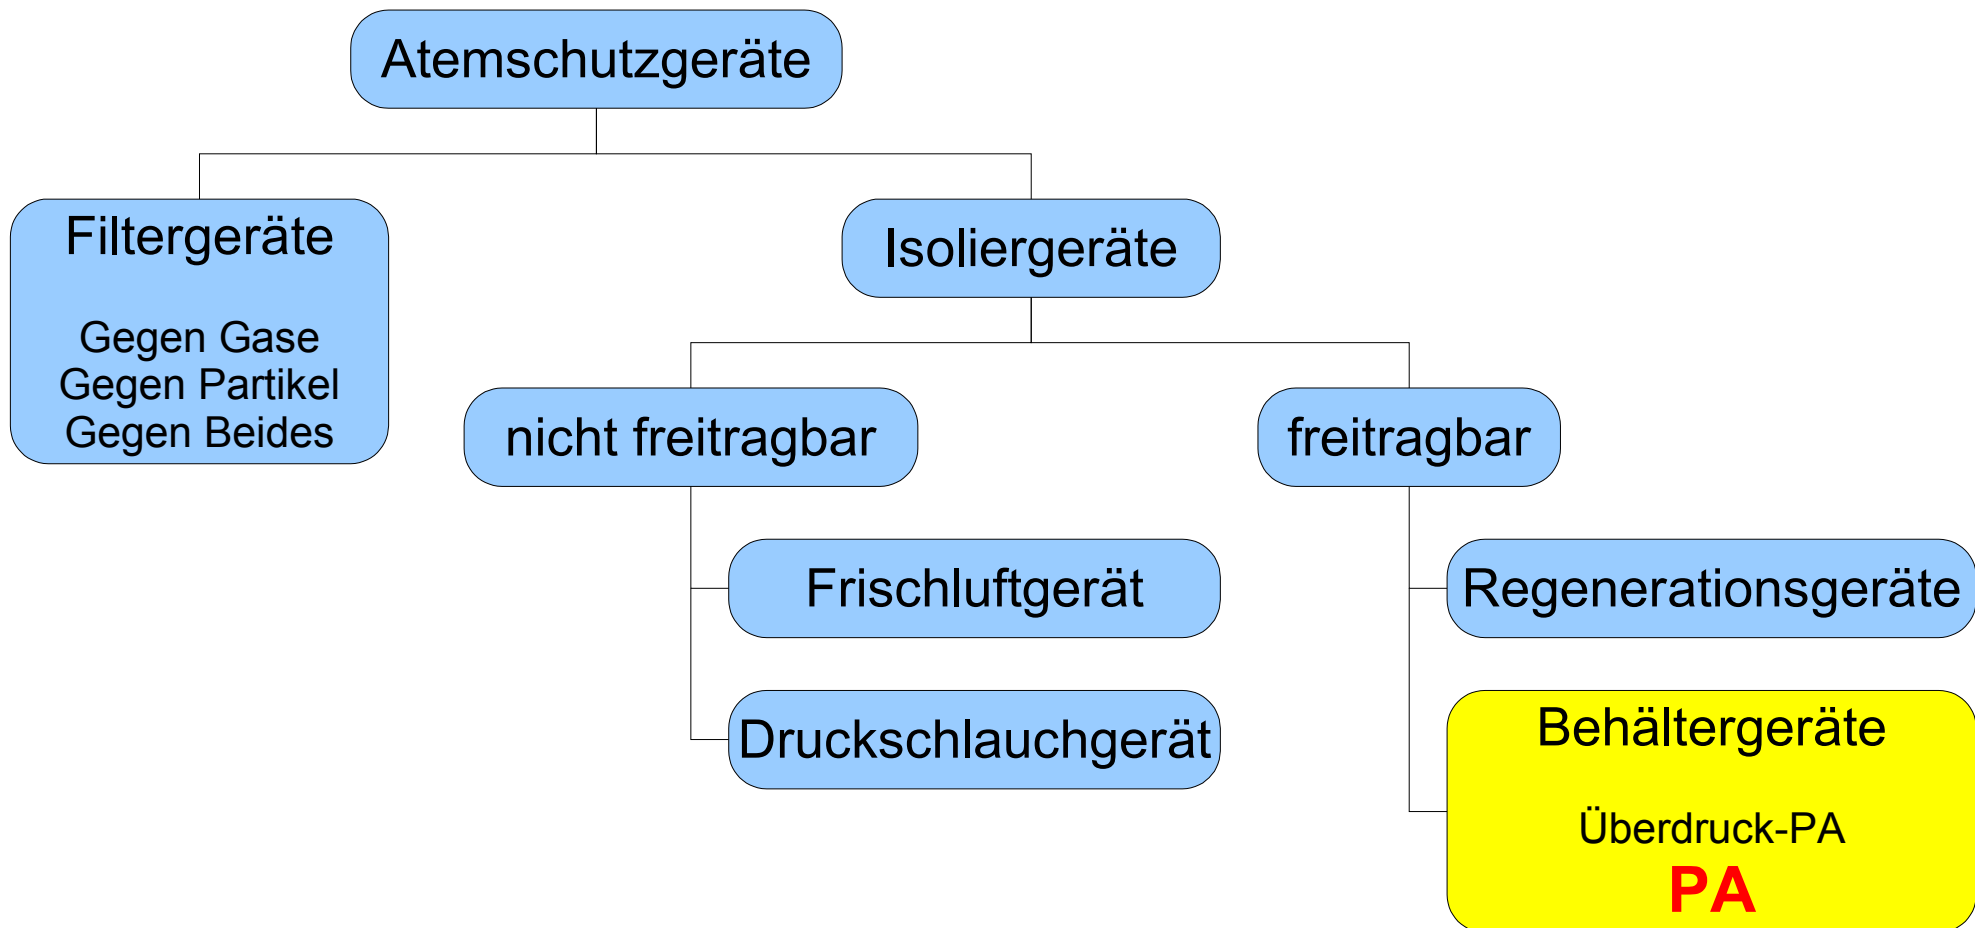 Atemschutzgeräte
Filtergeräte
Gegen Gase
Gegen Partikel
Gegen Beides
Isoliergeräte
nicht freitragbar
freitragbar
Frischluftgerät
Druckschlauchgerät
Regenerationsgeräte
Behältergeräte
Überdruck-PA
PA